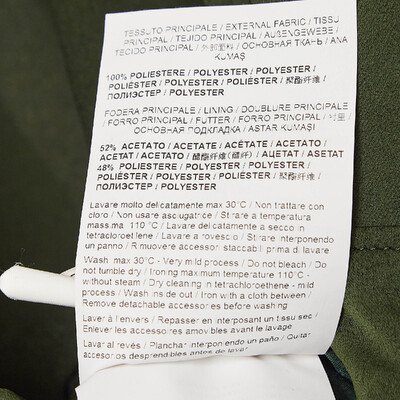 TESSUTO PRINCIPALE / EXTERNAL FABRIC / TISSU
PRINCIPAL / TEJIDO PRINCIPAL / AUßENGEWEBE /
TECIDO PRINCIPAL / 外部面料 / ОСНОВНАЯ ТКАНЬ / ANA
KUMAŞ
100% POLIESTERE / POLYESTER / POLYESTER /
POLIÉSTER / POLYESTER / POLIÉSTER / 聚酯纤维 /
ПОЛИЭСТЕР / POLYESTER
FODERA PRINCIPALE / LINING / DOUBLURE PRINCIPALE
/ FORRO PRINCIPAL / FUTTER / FORRO PRINCIPAL / 衬里 /
ОСНОВНАЯ ПОДКЛАДКА / ASTAR KUMAŞI
52% ACETATO / ACETATE / ACÉTATE / ACETATO /
ACETAT / ACETATO / 醋酯纤维 (醋纤) / АЦЕТАТ / ASETAT
48% POLIESTERE / POLYESTER / POLYESTER /
POLIÉSTER / POLYESTER / POLIÉSTER / 聚酯纤维 /
ПОЛИЭСТЕР / POLYESTER
Lavare molto delicatamente max 30°C / Non trattare con
cloro / Non usare asciugatrice / Stirare a temperatura
massima 110°C / Lavare delicatamente a secco in
tetracloroetilene / Lavare a rovescio / Stirare interponendo
un panno / Rimuovere accessori staccabili prima di lavare
Wash max 30°C - Very mild process / Do not bleach / Do
not tumble dry / Ironing maximum temperature 110°C -
without steam / Dry cleaning in tetrachloroethene - mild
process / Wash inside out / Iron with a cloth between /
Remove detachable accessories before washing
Laver à l'envers / Repasser en interposant un tissu sec /
Enlever les accessoires amovibles avant le lavage
Lavar al revés / Planchar interponiendo un paño / Quitar
accesorios desprendibles antes de lavar